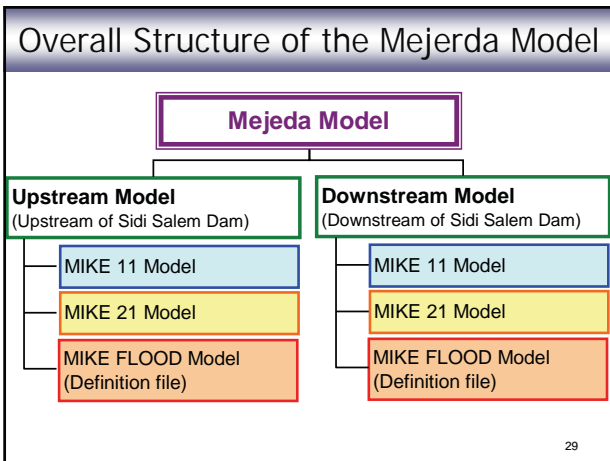 Overall Structure of the Mejerda Model
Mejeda Model
Upstream Model
(Upstream of Sidi Salem Dam)
MIKE 11 Model
MIKE 21 Model
MIKE FLOOD Model
(Definition file)
Downstream Model
(Downstream of Sidi Salem Dam)
MIKE 11 Model
MIKE 21 Model
MIKE FLOOD Model
(Definition file)
29